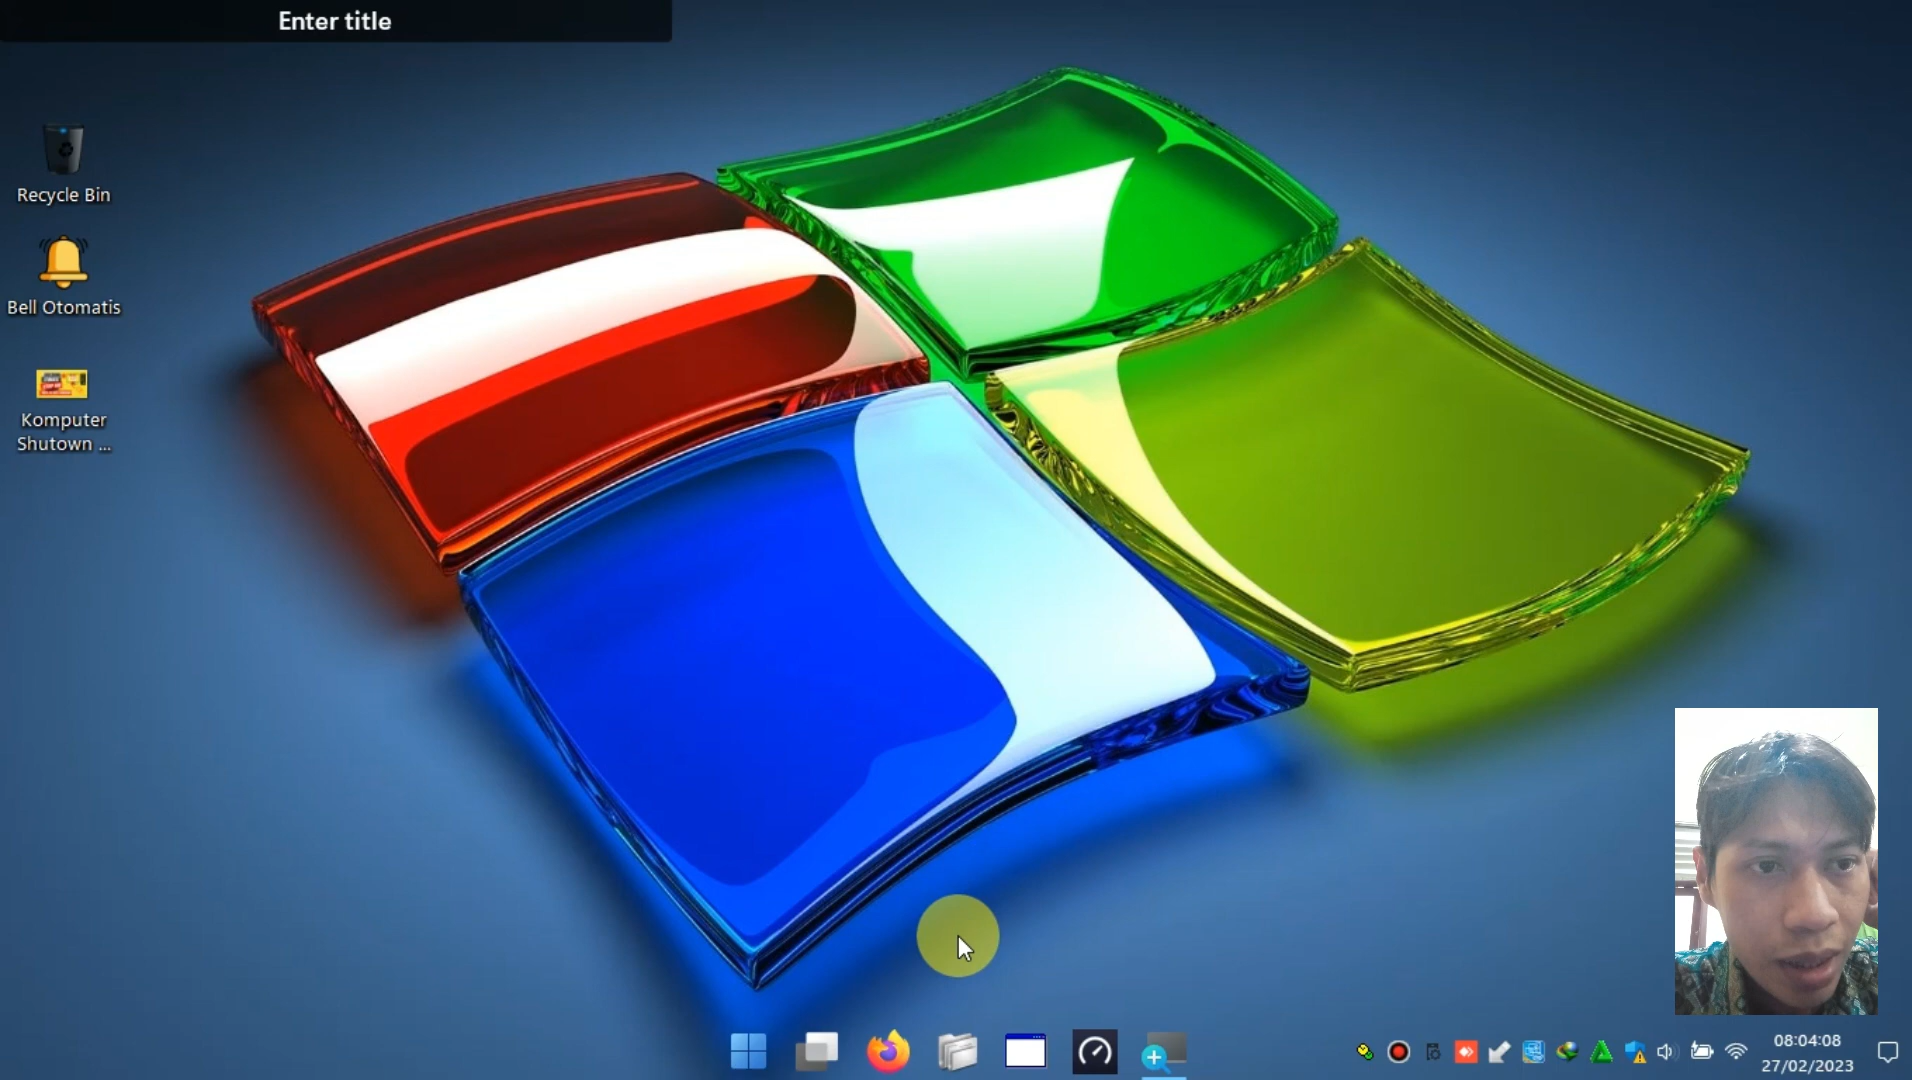 Enter title
Recycle Bin
Bell Otomatis
Komputer
Shutown ...
08:04:08
27/02/2023